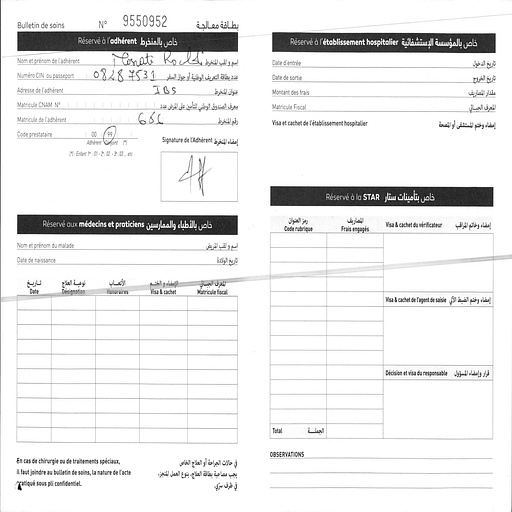 Bulletin de soins N° 9550952 بطاقة معالجة
Réservé à l'adhérent خاص بالمنخرط
Nom et prénom de l'adhérent اسم و لقب المنخرط
Numéro CIN ou passeport 08287531 عدد بطاقة التعريف الوطنية أو جواز السفر
Adresse de l'adhérent IBS عنوان المنخرط
Matricule CNAM N° معرف الصندوق الوطني للتأمين على المرض عدد
Matricule de l'adhérent 656 رقم المنخرط
Code prestataire 00 99
Adhérent Conjoint (*)
(*) : Enfant 1er : 01 - 2è : 02 - 3è : 03 , etc
Signature de l'Adhérent إمضاء المنخرط
Réservé aux médecins et praticiens خاص بالأطباء والممارسين
Nom et prénom du malade اسم و لقب المريض
Date de naissance تاريخ الولادة
تاريخ نوعية العلاج الأتعاب الإمضاء و الختم المعرف الجبائي
Date Désignation Honoraires Visa & cachet Matricule fiscal
En cas de chirurgie ou de traitements spéciaux,
il faut joindre au bulletin de soins, la nature de l'acte
pratiqué sous pli confidentiel.
في حالات الجراحة أو العلاج الخاص
يجب مصاحبة بطاقة العلاج، بنوع العمل المنجز،
في ظرف سري.
Réservé à l'établissement hospitalier خاص بالمؤسسة الإستشفائية
Date d'entrée تاريخ الدخول
Date de sortie تاريخ الخروج
Montant des frais مقدار المصاريف
Matricule Fiscal المعرف الجبائي
Visa et cachet de l'établissement hospitalier إمضاء وختم المستشفى أو المصحة
Réservé à la STAR خاص بتأمينات ستار
رمز العنوان المصاريف
Code rubrique Frais engagés
Visa & cachet du vérificateur إمضاء وخاتم المراقب
Visa & cachet de l'agent de saisie إمضاء وختم الضبط الآلي
Décision et visa du responsable قرار وإمضاء المسؤول
Total الجملة
OBSERVATIONS